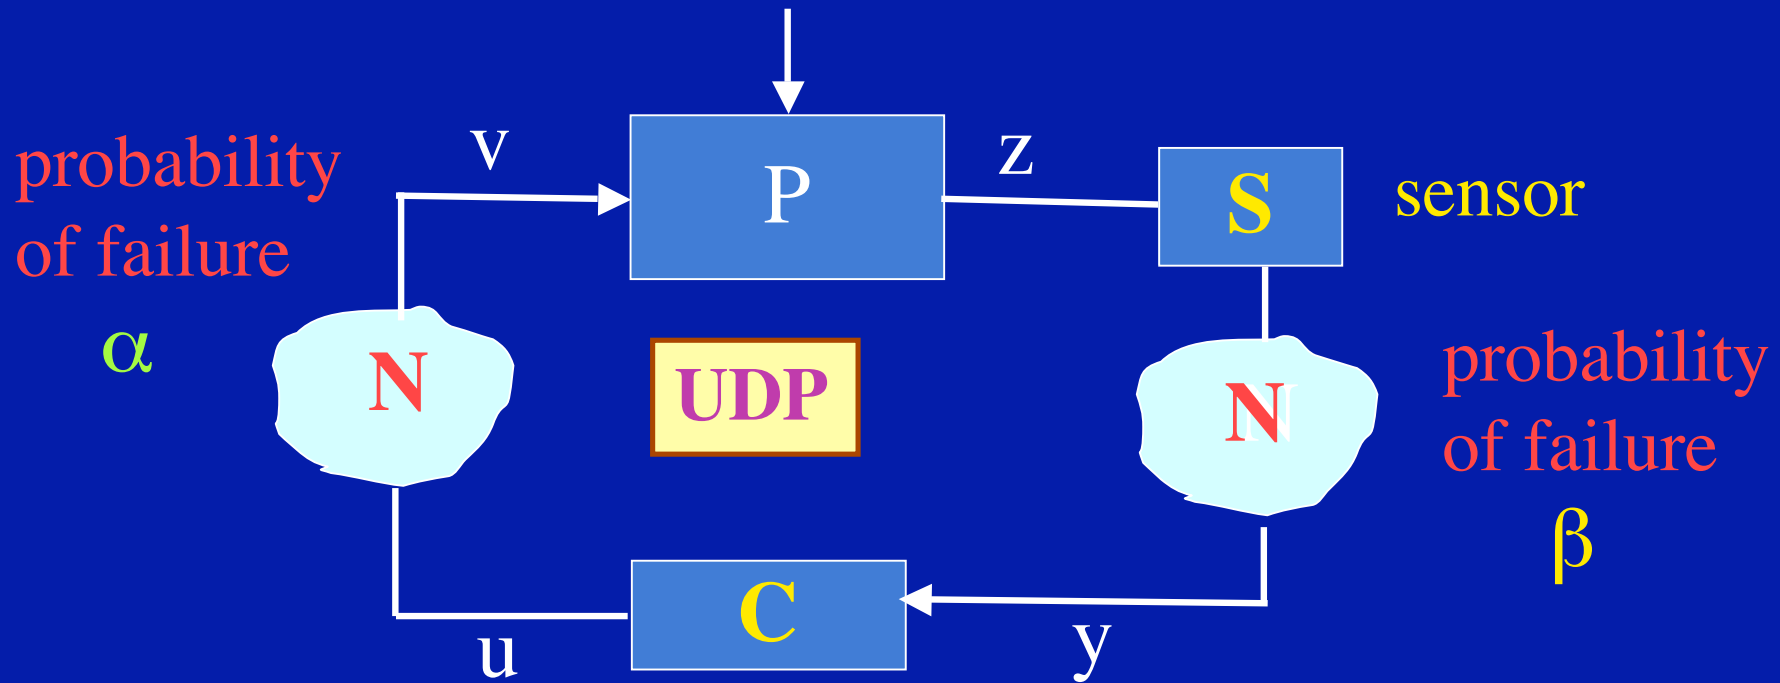 v
P
z
S
sensor
probability
of failure
α
N
UDP
N
probability
of failure
β
C
u
y